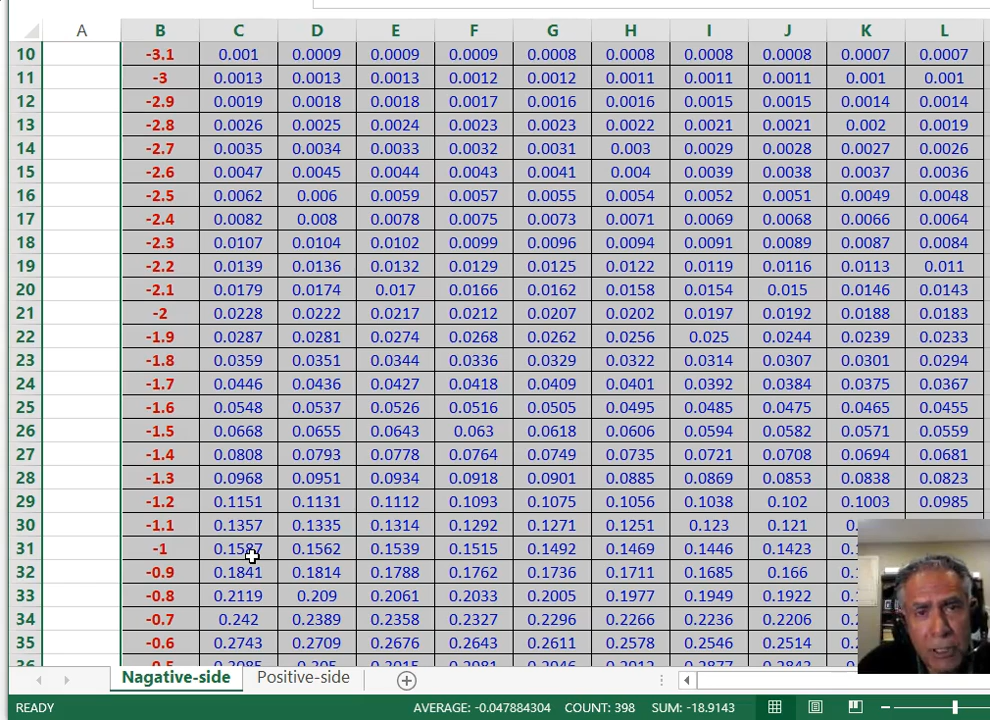 A B C D E F G H I J K L
10 -3.1 0.001 0.0009 0.0009 0.0009 0.0008 0.0008 0.0008 0.0008 0.0007 0.0007
11 -3 0.0013 0.0013 0.0013 0.0012 0.0012 0.0011 0.0011 0.0011 0.001 0.001
12 -2.9 0.0019 0.0018 0.0018 0.0017 0.0016 0.0016 0.0015 0.0015 0.0014 0.0014
13 -2.8 0.0026 0.0025 0.0024 0.0023 0.0023 0.0022 0.0021 0.0021 0.002 0.0019
14 -2.7 0.0035 0.0034 0.0033 0.0032 0.0031 0.003 0.0029 0.0028 0.0027 0.0026
15 -2.6 0.0047 0.0045 0.0044 0.0043 0.0041 0.004 0.0039 0.0038 0.0037 0.0036
16 -2.5 0.0062 0.006 0.0059 0.0057 0.0055 0.0054 0.0052 0.0051 0.0049 0.0048
17 -2.4 0.0082 0.008 0.0078 0.0075 0.0073 0.0071 0.0069 0.0068 0.0066 0.0064
18 -2.3 0.0107 0.0104 0.0102 0.0099 0.0096 0.0094 0.0091 0.0089 0.0087 0.0084
19 -2.2 0.0139 0.0136 0.0132 0.0129 0.0125 0.0122 0.0119 0.0116 0.0113 0.011
20 -2.1 0.0179 0.0174 0.017 0.0166 0.0162 0.0158 0.0154 0.015 0.0146 0.0143
21 -2 0.0228 0.0222 0.0217 0.0212 0.0207 0.0202 0.0197 0.0192 0.0188 0.0183
22 -1.9 0.0287 0.0281 0.0274 0.0268 0.0262 0.0256 0.025 0.0244 0.0239 0.0233
23 -1.8 0.0359 0.0351 0.0344 0.0336 0.0329 0.0322 0.0314 0.0307 0.0301 0.0294
24 -1.7 0.0446 0.0436 0.0427 0.0418 0.0409 0.0401 0.0392 0.0384 0.0375 0.0367
25 -1.6 0.0548 0.0537 0.0526 0.0516 0.0505 0.0495 0.0485 0.0475 0.0465 0.0455
26 -1.5 0.0668 0.0655 0.0643 0.063 0.0618 0.0606 0.0594 0.0582 0.0571 0.0559
27 -1.4 0.0808 0.0793 0.0778 0.0764 0.0749 0.0735 0.0721 0.0708 0.0694 0.0681
28 -1.3 0.0968 0.0951 0.0934 0.0918 0.0901 0.0885 0.0869 0.0853 0.0838 0.0823
29 -1.2 0.1151 0.1131 0.1112 0.1093 0.1075 0.1056 0.1038 0.102 0.1003 0.0985
30 -1.1 0.1357 0.1335 0.1314 0.1292 0.1271 0.1251 0.123 0.121
31 -1 0.1587 0.1562 0.1539 0.1515 0.1492 0.1469 0.1446 0.1423
32 -0.9 0.1841 0.1814 0.1788 0.1762 0.1736 0.1711 0.1685 0.166
33 -0.8 0.2119 0.209 0.2061 0.2033 0.2005 0.1977 0.1949 0.1922
34 -0.7 0.242 0.2389 0.2358 0.2327 0.2296 0.2266 0.2236 0.2206
35 -0.6 0.2743 0.2709 0.2676 0.2643 0.2611 0.2578 0.2546 0.2514
Nagative-side Positive-side
READY AVERAGE: -0.047884304 COUNT: 398 SUM: -18.9143